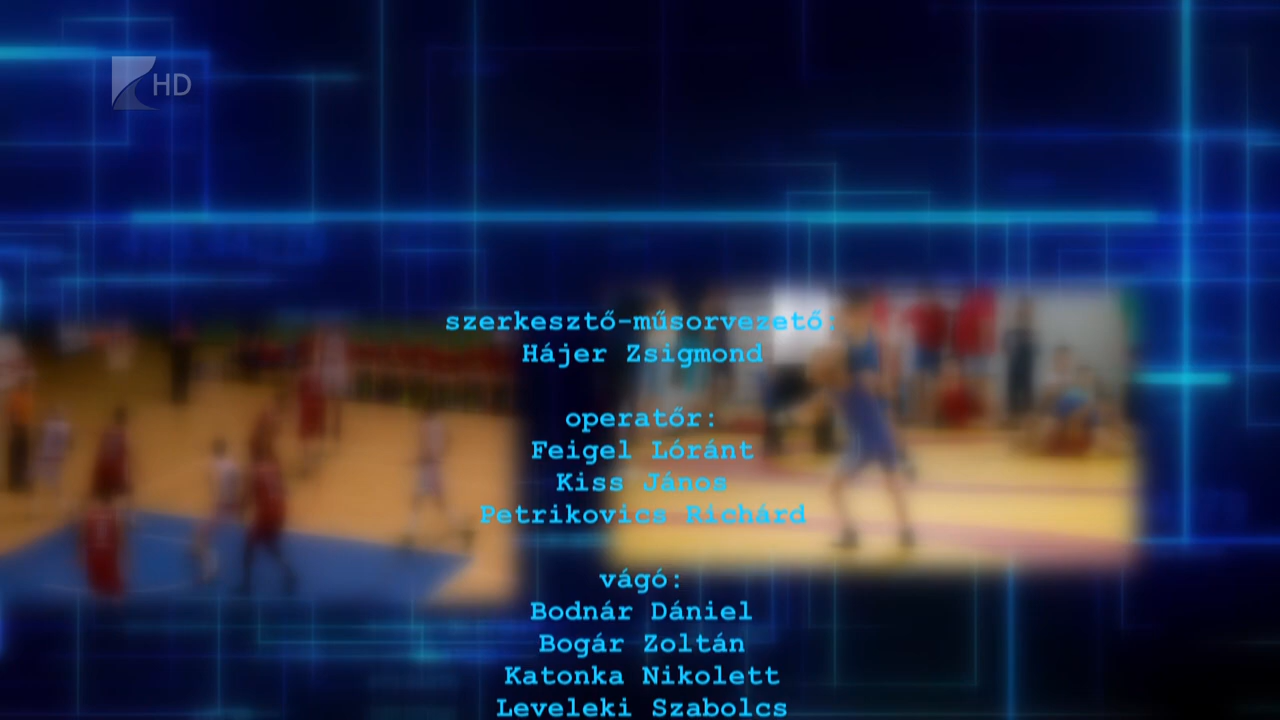 HD
szerkesztő-műsorvezető:
Hájer Zsigmond
operatőr:
Feigel Lóránt
Kiss János
Petrikovics Richárd
vágó:
Bodnár Dániel
Bogár Zoltán
Katonka Nikolett
Leveleki Szabolcs